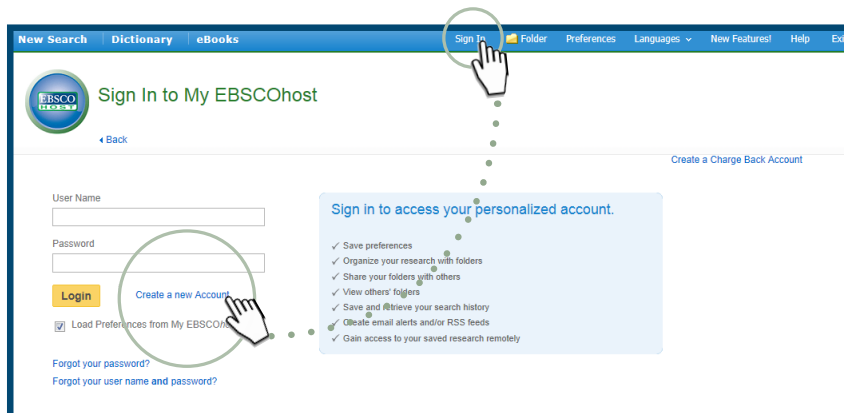 New Search Dictionary eBooks Sign In Folder Preferences Languages New Features! Help Exi
EBSCO
HOST
Sign In to My EBSCOhost
Back
Create a Charge Back Account
User Name
Password
Login Create a new Account
Load Preferences from My EBSCOho
Forgot your password?
Forgot your user name and password?
Sign in to access your personalized account.
✓ Save preferences
✓ Organize your research with folders
✓ Share your folders with others
✓ View others' folders
✓ Save and retrieve your search history
✓ Create email alerts and/or RSS feeds
✓ Gain access to your saved research remotely